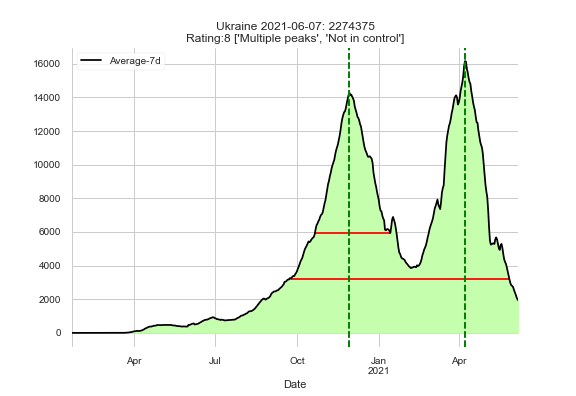 Ukraine 2021-06-07: 2274375
Rating:8 ['Multiple peaks', 'Not in control']
Average-7d
16000
14000
12000
10000
8000
6000
4000
2000
0
Apr Jul Oct Jan Apr
2021
Date